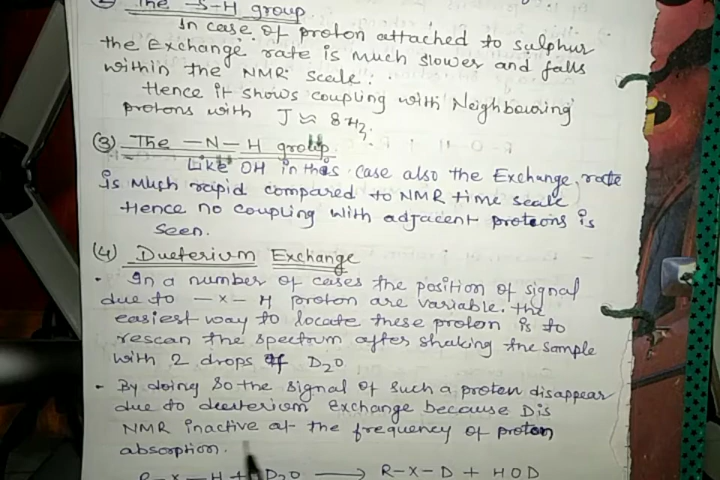 ② The -S-H group
In case of proton attached to sulphur
the Exchange rate is much slower and falls
within the NMR scale.
Hence it shows coupling with Neighbouring
protons with J ≈ 8Hz.
③ The -N-H group.
Like OH in this case also the Exchange rate
is much rapid compared to NMR time scale
Hence no coupling with adjacent protons is
seen.
(4) Dueterium Exchange
• In a number of cases the position of signal
due to -x-H proton are variable. the
easiest way to locate these proton is to
rescan the spectrum after shaking the sample
with 2 drops of D2O
• By doing so the signal of such a proton disappear
due to deuterium exchange because D is
NMR inactive at the frequency of proton
absorption.
R-x-H + D2O → R-X-D + HOD